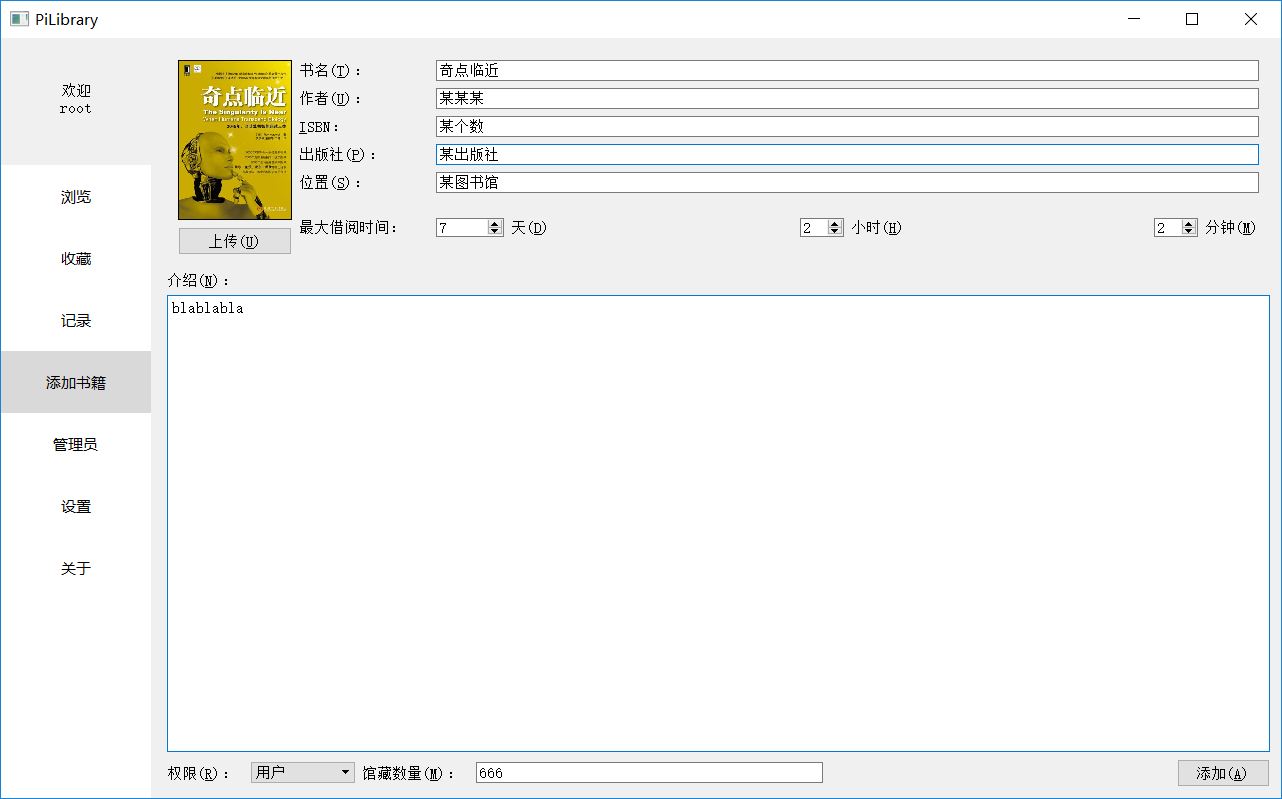 PiLibrary
欢迎
root
浏览
收藏
记录
添加书籍
管理员
设置
关于
奇点临近
The Singularity is Near
When Humans Transcend Biology
上传(U)
书名(T)： 奇点临近
作者(U)： 某某某
ISBN： 某个数
出版社(P)： 某出版社
位置(S)： 某图书馆
最大借阅时间： 7 天(D) 2 小时(H) 2 分钟(M)
介绍(N)：
blablabla
权限(R)： 用户 馆藏数量(M)： 666 添加(A)